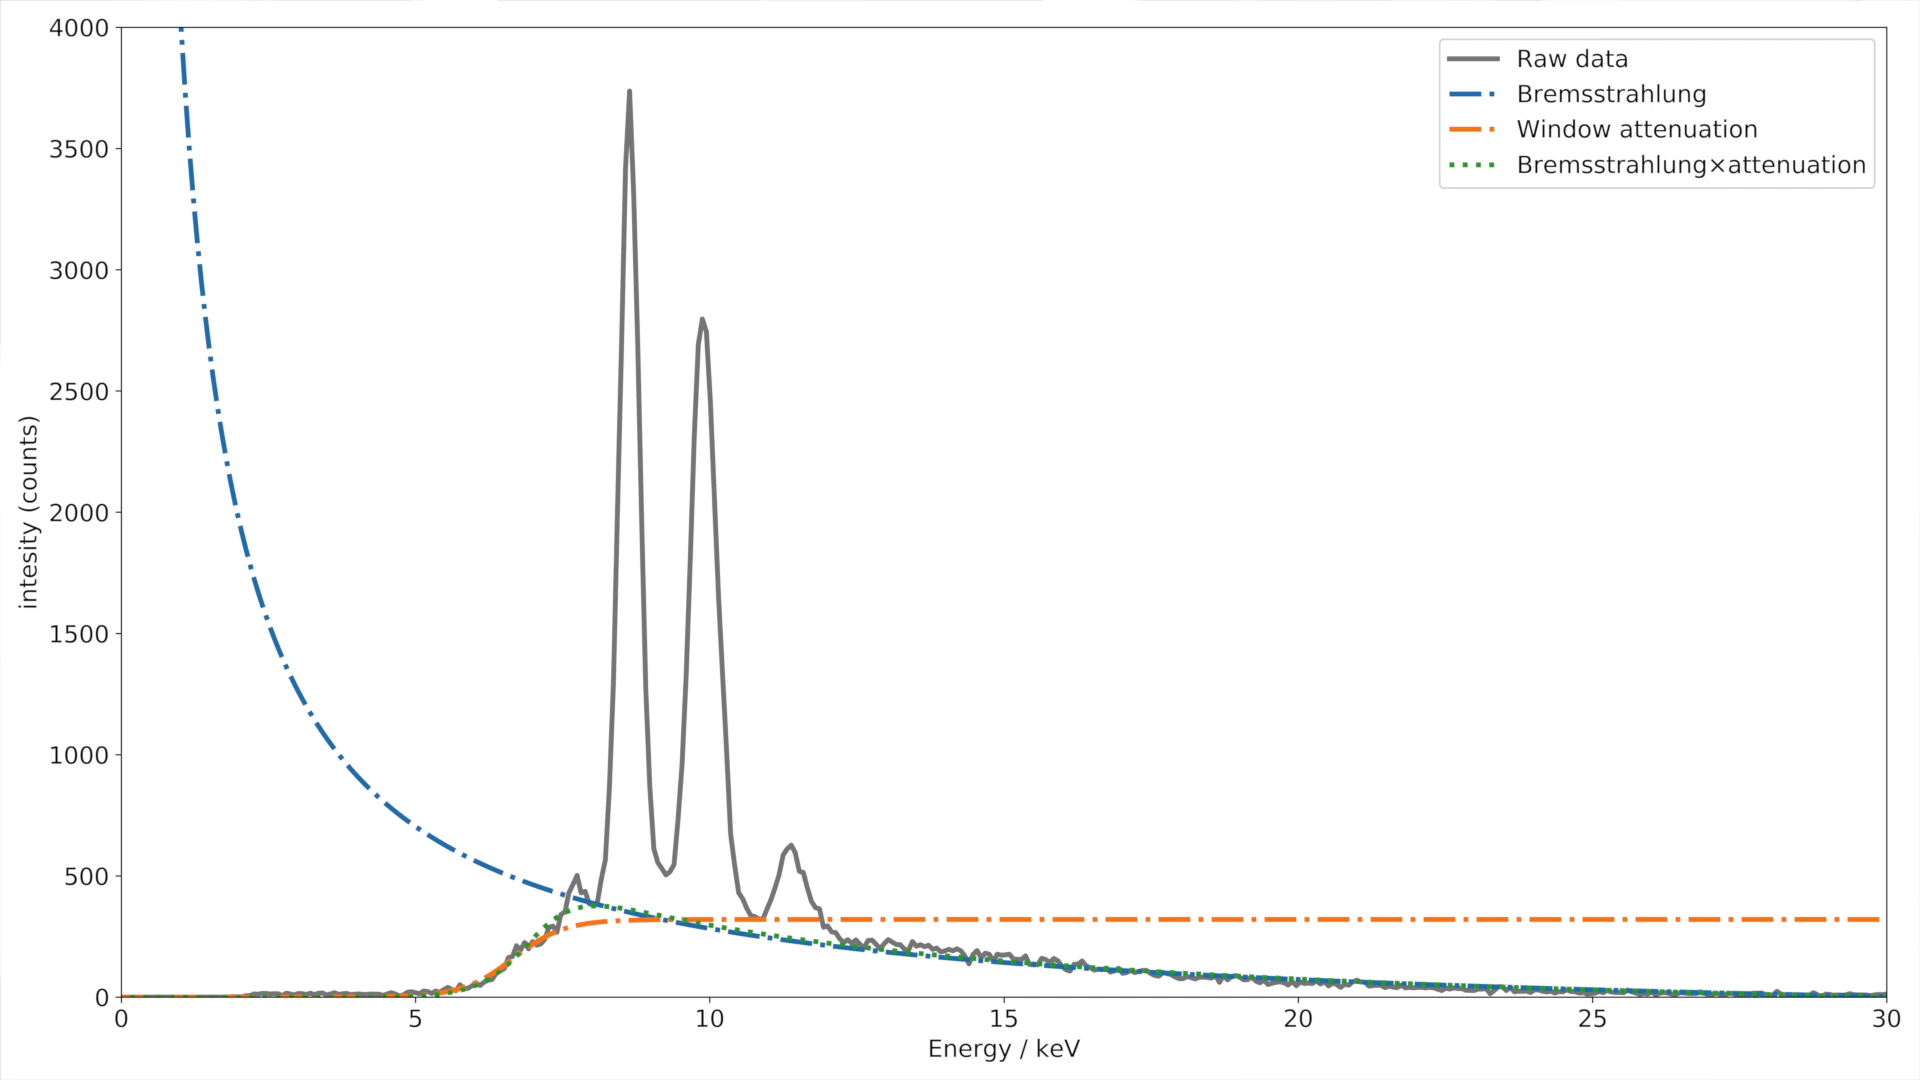 4000
3500
3000
2500
2000
1500
1000
500
0
intesity (counts)
0 5 10 15 20 25 30
Energy / keV
Raw data
Bremsstrahlung
Window attenuation
Bremsstrahlung×attenuation